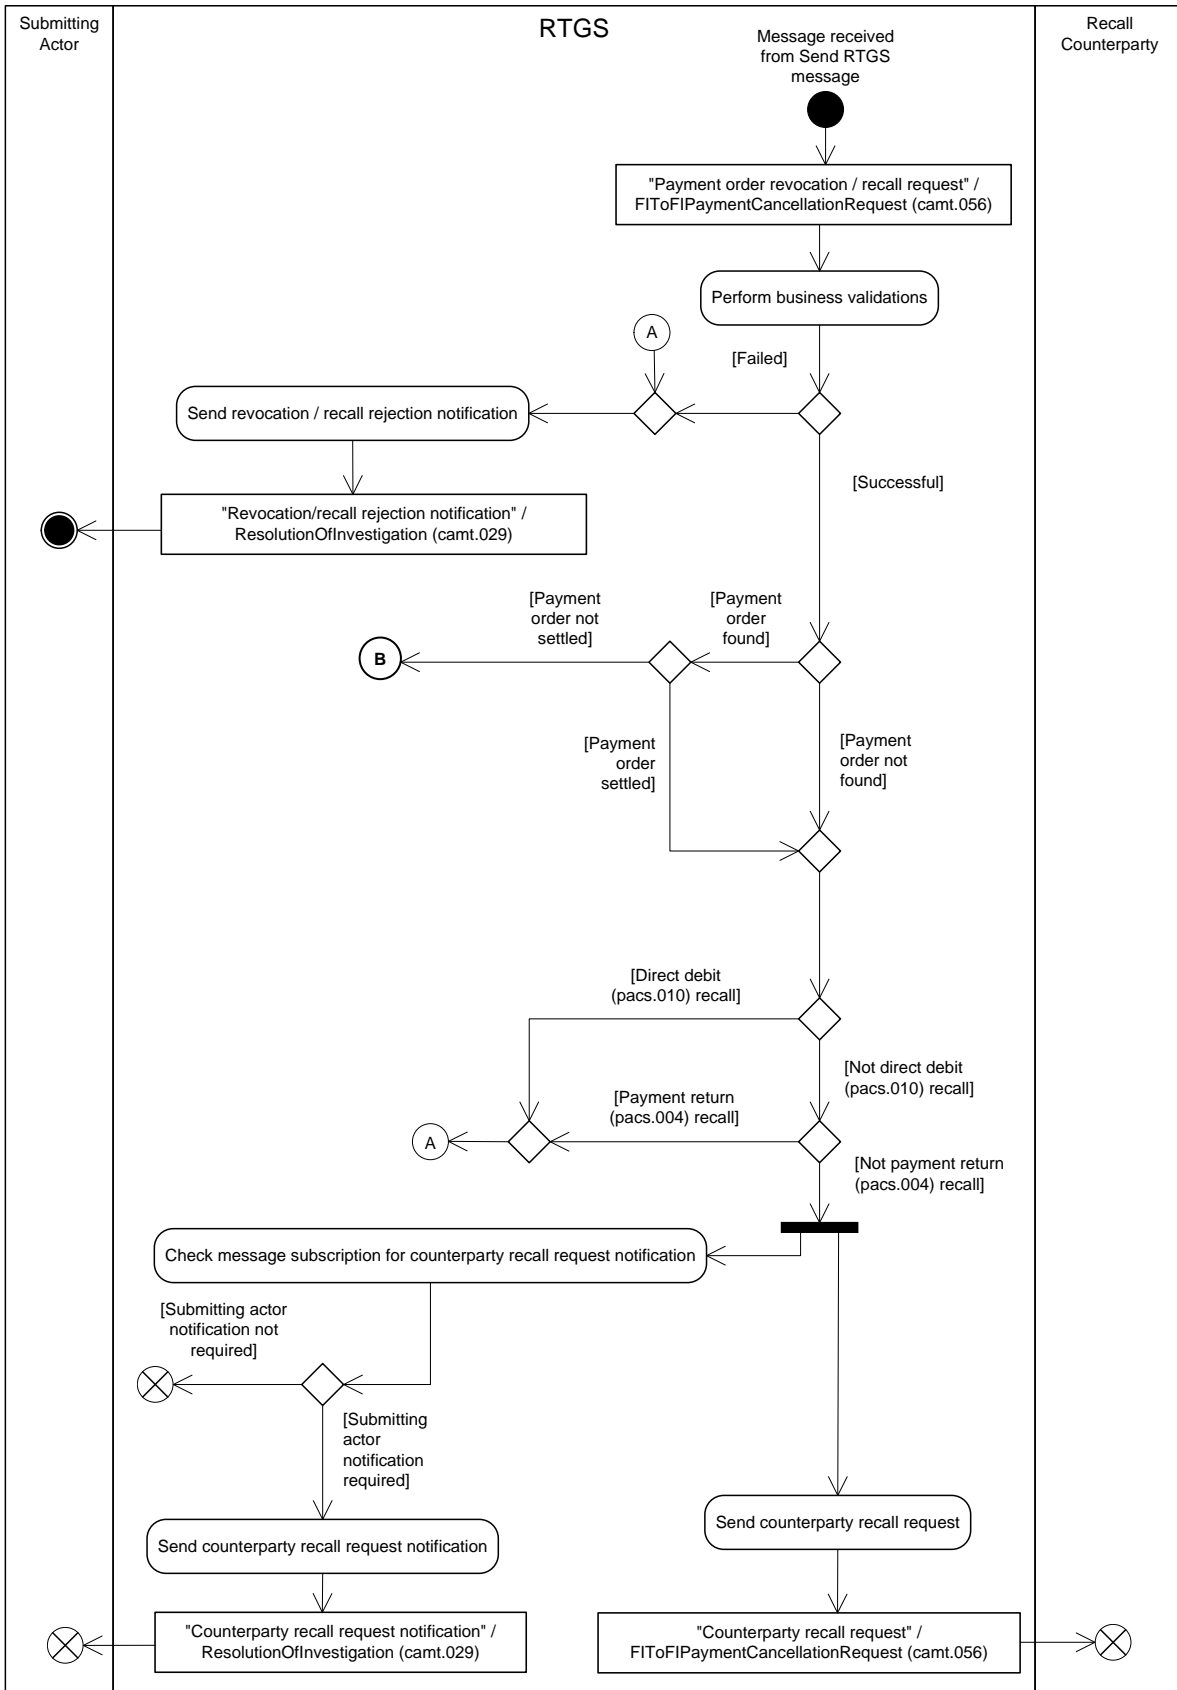 Submitting
Actor
RTGS
Recall
Counterparty
Message received
from Send RTGS
message
"Payment order revocation / recall request" /
FIToFIPaymentCancellationRequest (camt.056)
Perform business validations
A
[Failed]
Send revocation / recall rejection notification
[Successful]
"Revocation/recall rejection notification" /
ResolutionOfInvestigation (camt.029)
[Payment
order not
settled]
[Payment
order
found]
B
[Payment
order
settled]
[Payment
order not
found]
[Direct debit
(pacs.010) recall]
[Not direct debit
(pacs.010) recall]
[Payment return
(pacs.004) recall]
A
[Not payment return
(pacs.004) recall]
Check message subscription for counterparty recall request notification
[Submitting actor
notification not
required]
[Submitting
actor
notification
required]
Send counterparty recall request
Send counterparty recall request notification
"Counterparty recall request notification" /
ResolutionOfInvestigation (camt.029)
"Counterparty recall request" /
FIToFIPaymentCancellationRequest (camt.056)